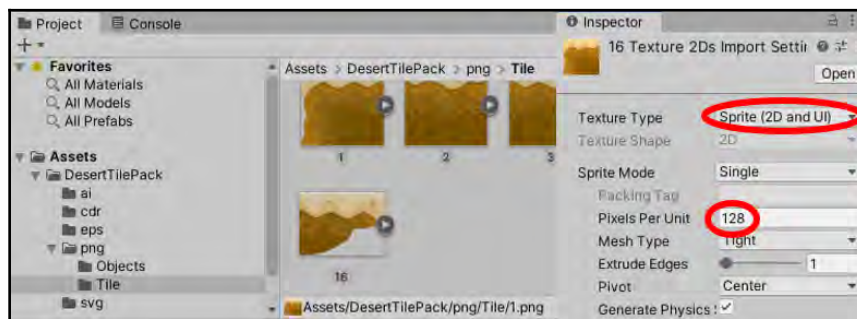 Project
Console
Favorites
All Materials
All Models
All Prefabs
Assets
DesertTilePack
ai
cdr
eps
png
Objects
Tile
svg
Assets > DesertTilePack > png > Tile
1
2
3
16
Assets/DesertTilePack/png/Tile/1.png
Inspector
16 Texture 2Ds Import Settin
Open
Texture Type Sprite (2D and UI)
Texture Shape 2D
Sprite Mode Single
Packing Tag
Pixels Per Unit 128
Mesh Type Tight
Extrude Edges 1
Pivot Center
Generate Physics S